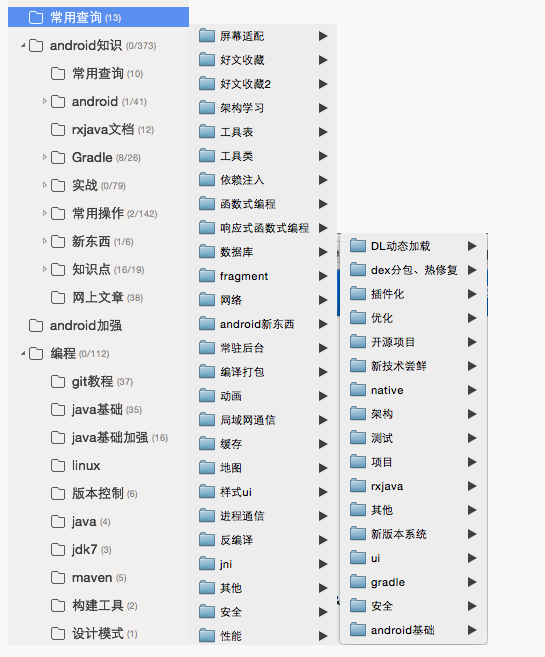 常用查询 (13)
android知识 (0/373)
常用查询 (10)
android (1/41)
rxjava文档 (12)
Gradle (8/26)
实战 (0/79)
常用操作 (2/142)
新东西 (1/6)
知识点 (16/19)
网上文章 (38)
android加强
编程 (0/112)
git教程 (37)
java基础 (35)
java基础加强 (16)
linux
版本控制 (6)
java (4)
jdk7 (3)
maven (5)
构建工具 (2)
设计模式 (1)
屏幕适配
好文收藏
好文收藏2
架构学习
工具表
工具类
依赖注入
函数式编程
响应式函数式编程
数据库
fragment
网络
android新东西
常驻后台
编译打包
动画
局域网通信
缓存
地图
样式ui
进程通信
反编译
jni
其他
安全
性能
DL动态加载
dex分包、热修复
插件化
优化
开源项目
新技术尝鲜
native
架构
测试
项目
rxjava
其他
新版本系统
ui
gradle
安全
android基础